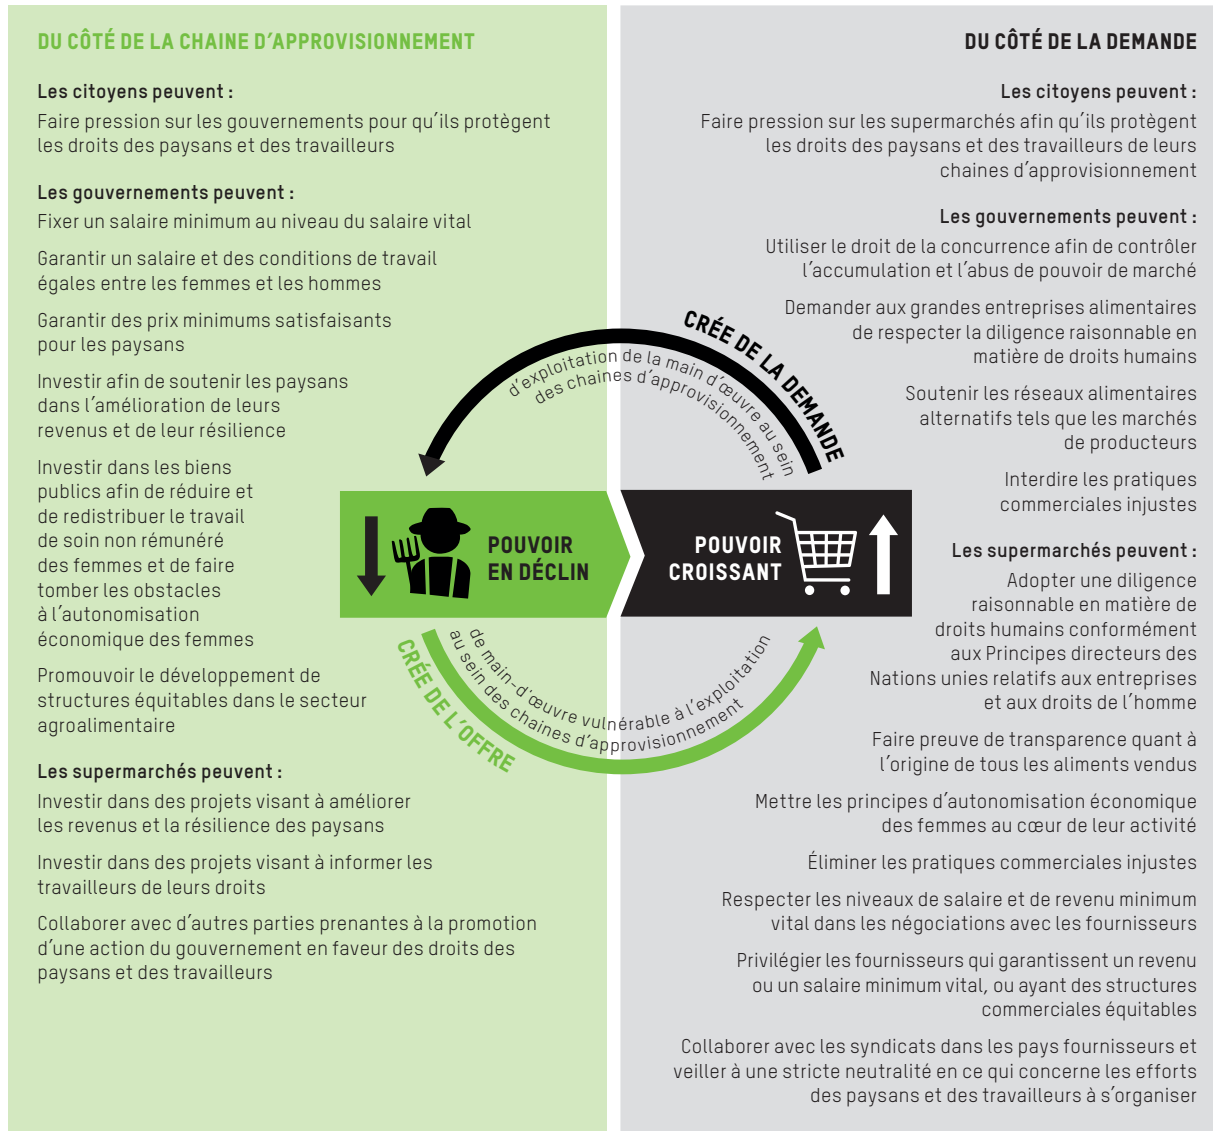 DU CÔTÉ DE LA CHAINE D'APPROVISIONNEMENT
Les citoyens peuvent :
Faire pression sur les gouvernements pour qu'ils protègent
les droits des paysans et des travailleurs
Les gouvernements peuvent :
Fixer un salaire minimum au niveau du salaire vital
Garantir un salaire et des conditions de travail
égales entre les femmes et les hommes
Garantir des prix minimums satisfaisants
pour les paysans
Investir afin de soutenir les paysans
dans l'amélioration de leurs
revenus et de leur résilience
Investir dans les biens
publics afin de réduire et
de redistribuer le travail
de soin non rémunéré
des femmes et de faire
tomber les obstacles
à l'autonomisation
économique des femmes
Promouvoir le développement de
structures équitables dans le secteur
agroalimentaire
Les supermarchés peuvent :
Investir dans des projets visant à améliorer
les revenus et la résilience des paysans
Investir dans des projets visant à informer les
travailleurs de leurs droits
Collaborer avec d'autres parties prenantes à la promotion
d'une action du gouvernement en faveur des droits des
paysans et des travailleurs
CRÉE DE LA DEMANDE
d'exploitation de la main d'œuvre au sein
des chaines d'approvisionnement
POUVOIR
EN DÉCLIN
POUVOIR
CROISSANT
de main-d'œuvre vulnérable à l'exploitation
au sein des chaines d'approvisionnement
CRÉE DE L'OFFRE
DU CÔTÉ DE LA DEMANDE
Les citoyens peuvent :
Faire pression sur les supermarchés afin qu'ils protègent
les droits des paysans et des travailleurs de leurs
chaines d'approvisionnement
Les gouvernements peuvent :
Utiliser le droit de la concurrence afin de contrôler
l'accumulation et l'abus de pouvoir de marché
Demander aux grandes entreprises alimentaires
de respecter la diligence raisonnable en
matière de droits humains
Soutenir les réseaux alimentaires
alternatifs tels que les marchés
de producteurs
Interdire les pratiques
commerciales injustes
Les supermarchés peuvent :
Adopter une diligence
raisonnable en matière de
droits humains conformément
aux Principes directeurs des
Nations unies relatifs aux entreprises
et aux droits de l'homme
Faire preuve de transparence quant à
l'origine de tous les aliments vendus
Mettre les principes d'autonomisation économique
des femmes au cœur de leur activité
Éliminer les pratiques commerciales injustes
Respecter les niveaux de salaire et de revenu minimum
vital dans les négociations avec les fournisseurs
Privilégier les fournisseurs qui garantissent un revenu
ou un salaire minimum vital, ou ayant des structures
commerciales équitables
Collaborer avec les syndicats dans les pays fournisseurs et
veiller à une stricte neutralité en ce qui concerne les efforts
des paysans et des travailleurs à s'organiser